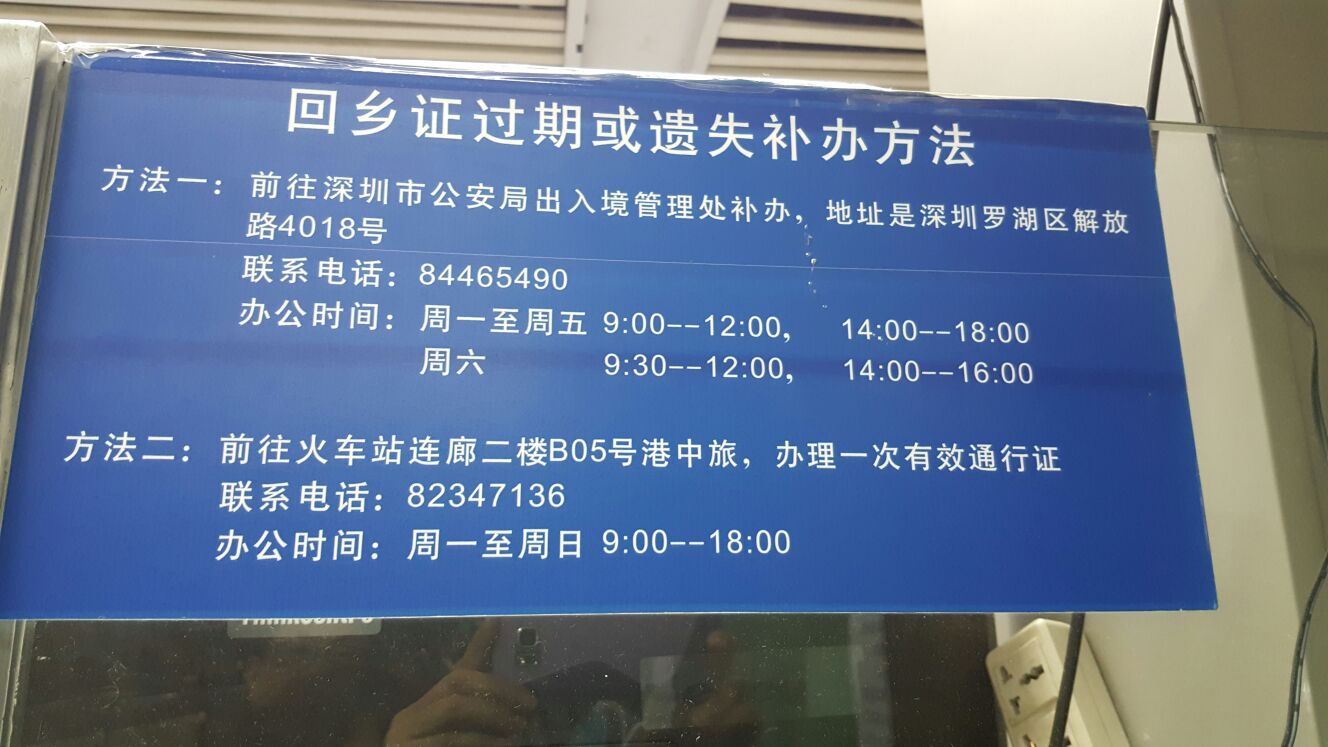 回乡证过期或遗失补办方法
方法一：前往深圳市公安局出入境管理处补办，地址是深圳罗湖区解放
路4018号
联系电话：84465490
办公时间：周一至周五 9:00--12:00， 14:00--18:00
周六 9:30--12:00， 14:00--16:00
方法二：前往火车站连廊二楼B05号港中旅，办理一次有效通行证
联系电话：82347136
办公时间：周一至周日 9:00--18:00